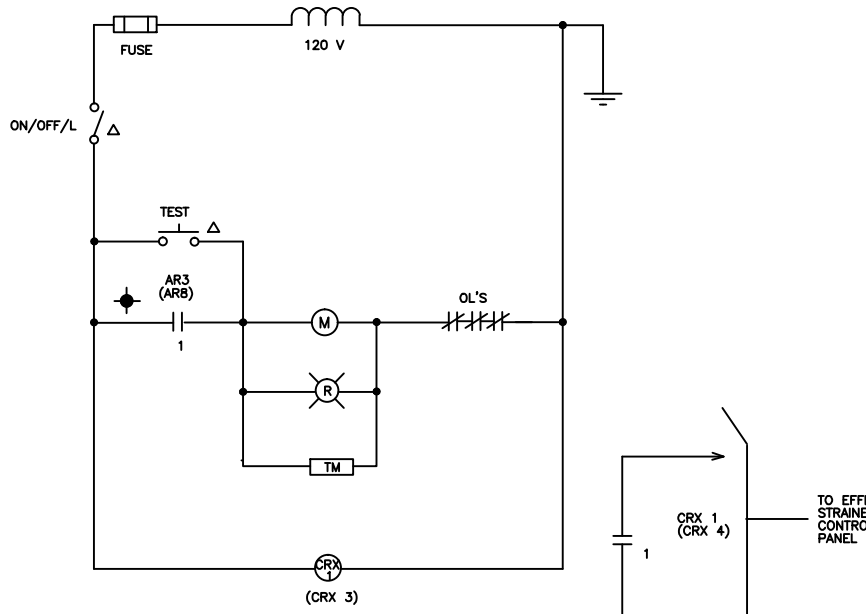 FUSE
120 V
ON/OFF/L
TEST
AR3
(AR8)
1
OL'S
M
R
TM
CRX
1
(CRX 3)
CRX 1
(CRX 4)
1
TO EFF
STRAINE
CONTRO
PANEL